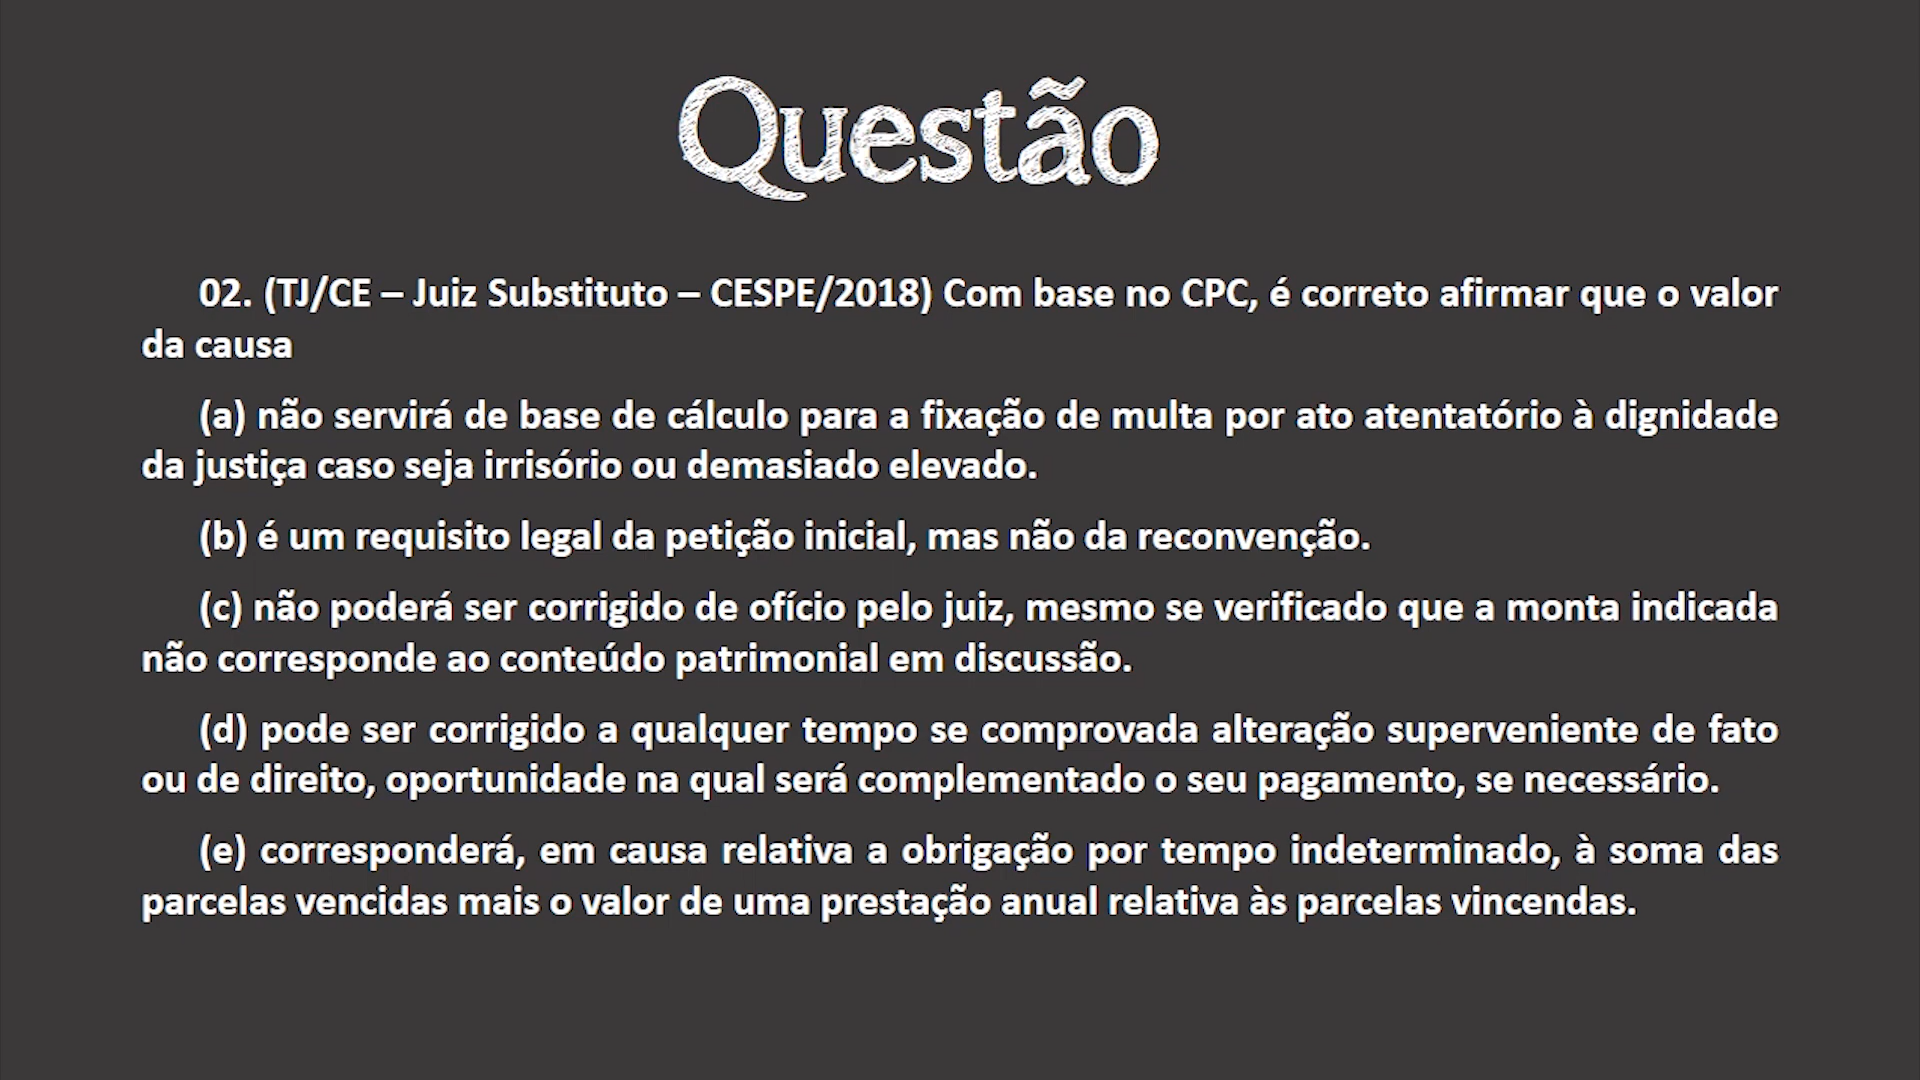 Questão
02. (TJ/CE – Juiz Substituto – CESPE/2018) Com base no CPC, é correto afirmar que o valor
da causa
(a) não servirá de base de cálculo para a fixação de multa por ato atentatório à dignidade
da justiça caso seja irrisório ou demasiado elevado.
(b) é um requisito legal da petição inicial, mas não da reconvenção.
(c) não poderá ser corrigido de ofício pelo juiz, mesmo se verificado que a monta indicada
não corresponde ao conteúdo patrimonial em discussão.
(d) pode ser corrigido a qualquer tempo se comprovada alteração superveniente de fato
ou de direito, oportunidade na qual será complementado o seu pagamento, se necessário.
(e) corresponderá, em causa relativa a obrigação por tempo indeterminado, à soma das
parcelas vencidas mais o valor de uma prestação anual relativa às parcelas vincendas.